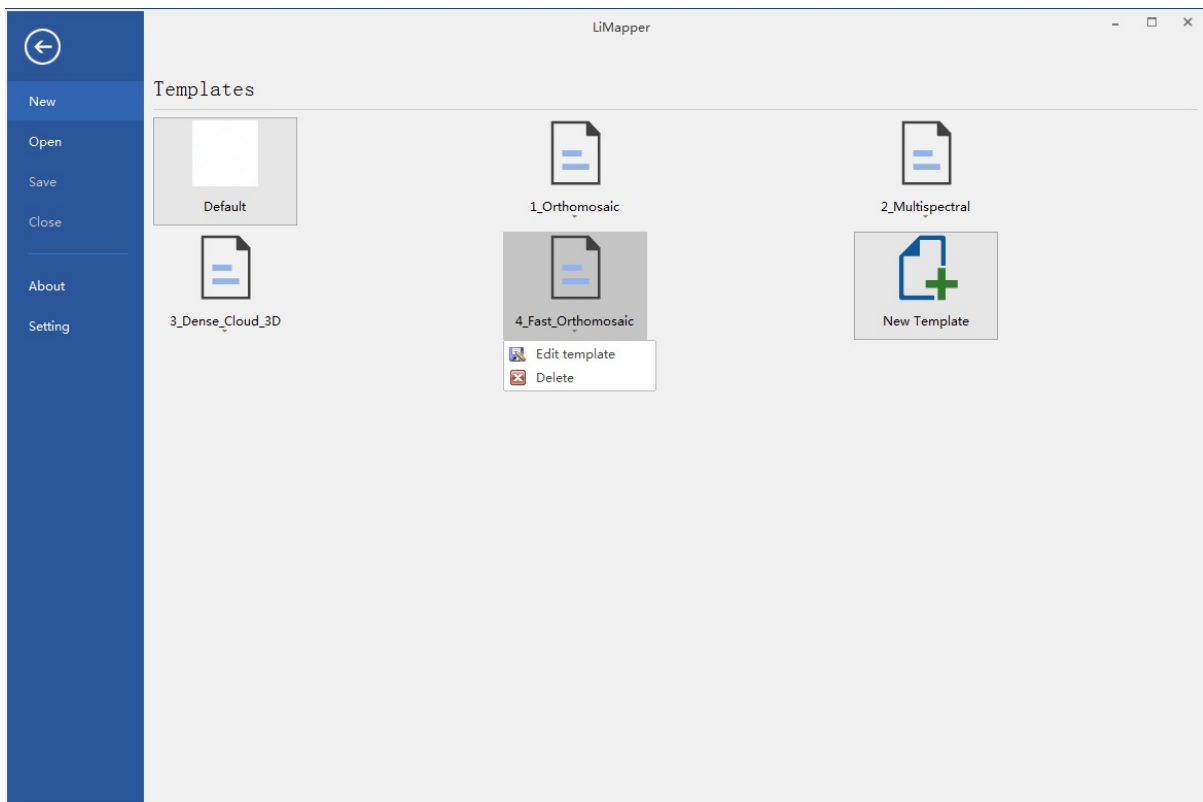 LiMapper
New
Open
Save
Close
About
Setting
Templates
Default
1_Orthomosaic
2_Multispectral
3_Dense_Cloud_3D
4_Fast_Orthomosaic
New Template
Edit template
Delete